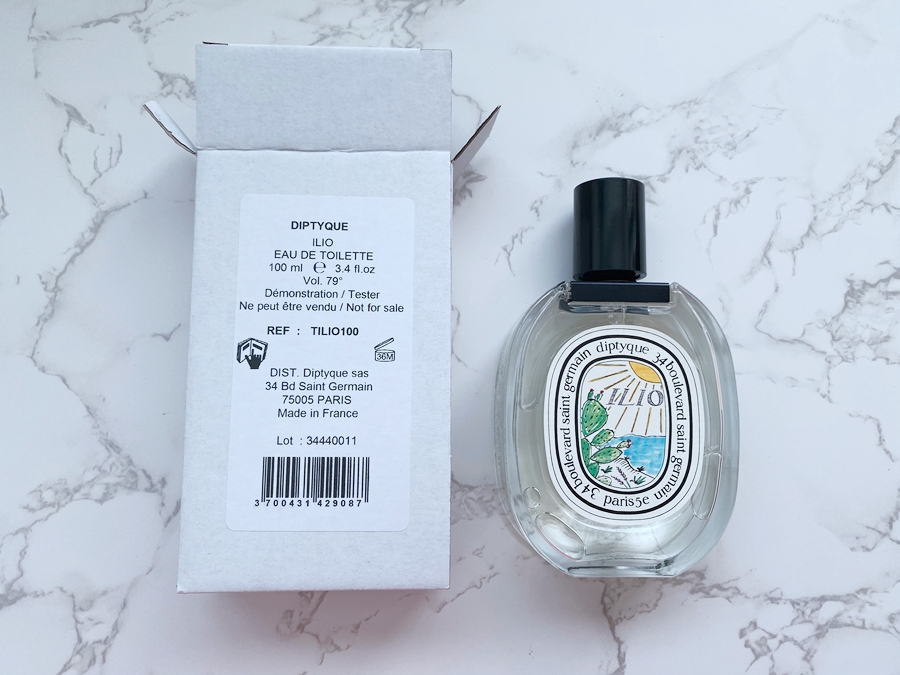 DIPTYQUE
ILIO
EAU DE TOILETTE
100 ml ℮ 3.4 fl.oz
Vol. 79°
Démonstration / Tester
Ne peut être vendu / Not for sale
REF : TILIO100
36M
DIST. Diptyque sas
34 Bd Saint Germain
75005 PARIS
Made in France
Lot : 34440011
3 700431 429087
ILIO
diptyque 34 boulevard saint germain paris5e 34 boulevard saint germain